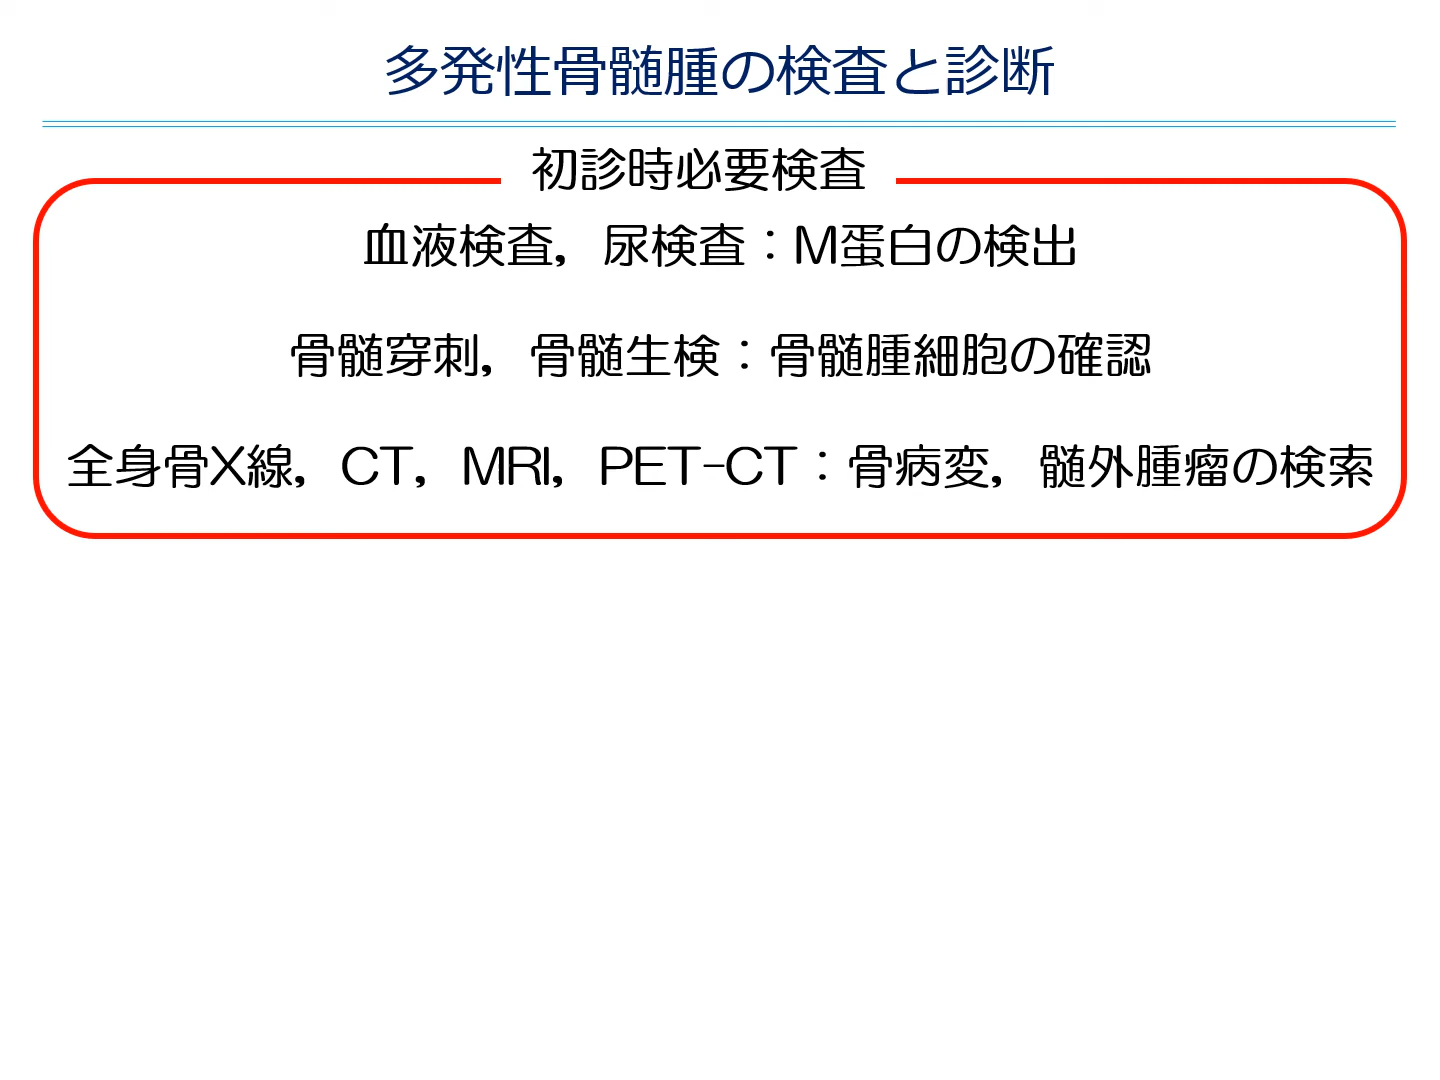 多発性骨髄腫の検査と診断
初診時必要検査
血液検査，尿検査：M蛋白の検出
骨髄穿刺，骨髄生検：骨髄腫細胞の確認
全身骨X線，CT，MRI，PET-CT：骨病変，髄外腫瘤の検索